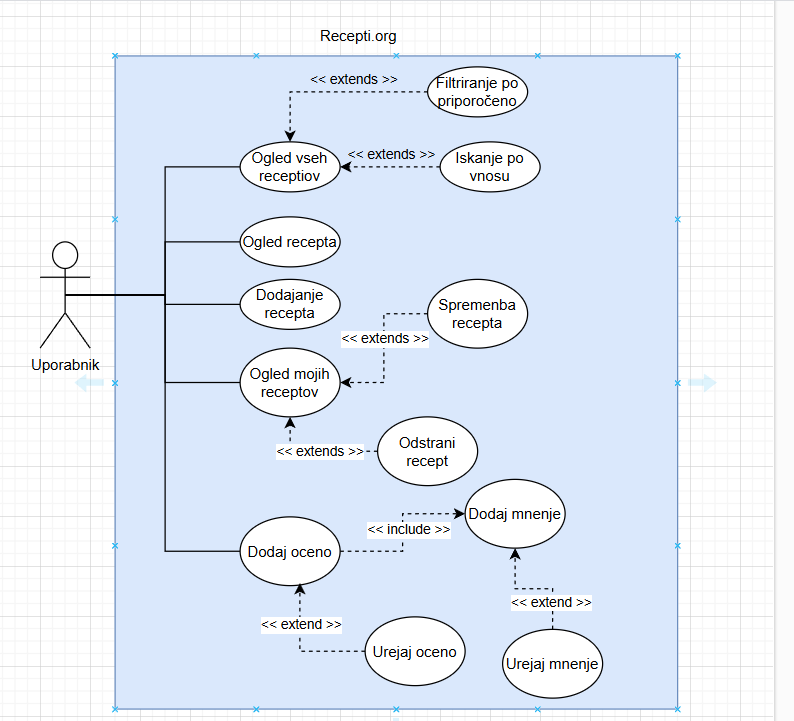 Recepti.org
<< extends >>
Filtriranje po
priporočeno
Ogled vseh
receptiov
<< extends >>
Iskanje po
vnosu
Ogled recepta
Dodajanje
recepta
Spremenba
recepta
<< extends >>
Uporabnik
Ogled mojih
receptov
<< extends >>
Odstrani
recept
Dodaj mnenje
<< include >>
Dodaj oceno
<< extend >>
<< extend >>
Urejaj oceno
Urejaj mnenje